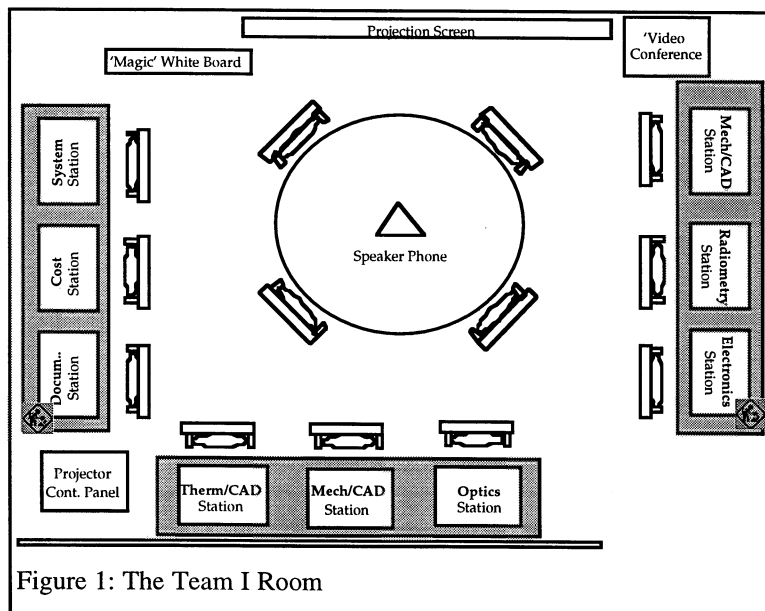 Projection Screen
'Magic' White Board
'Video
Conference
System
Station
Cost
Station
Docum..
Station
Speaker Phone
Mech/CAD
Station
Radiometry
Station
Electronics
Station
Projector
Cont. Panel
Therm/CAD
Station
Mech/CAD
Station
Optics
Station
Figure 1: The Team I Room